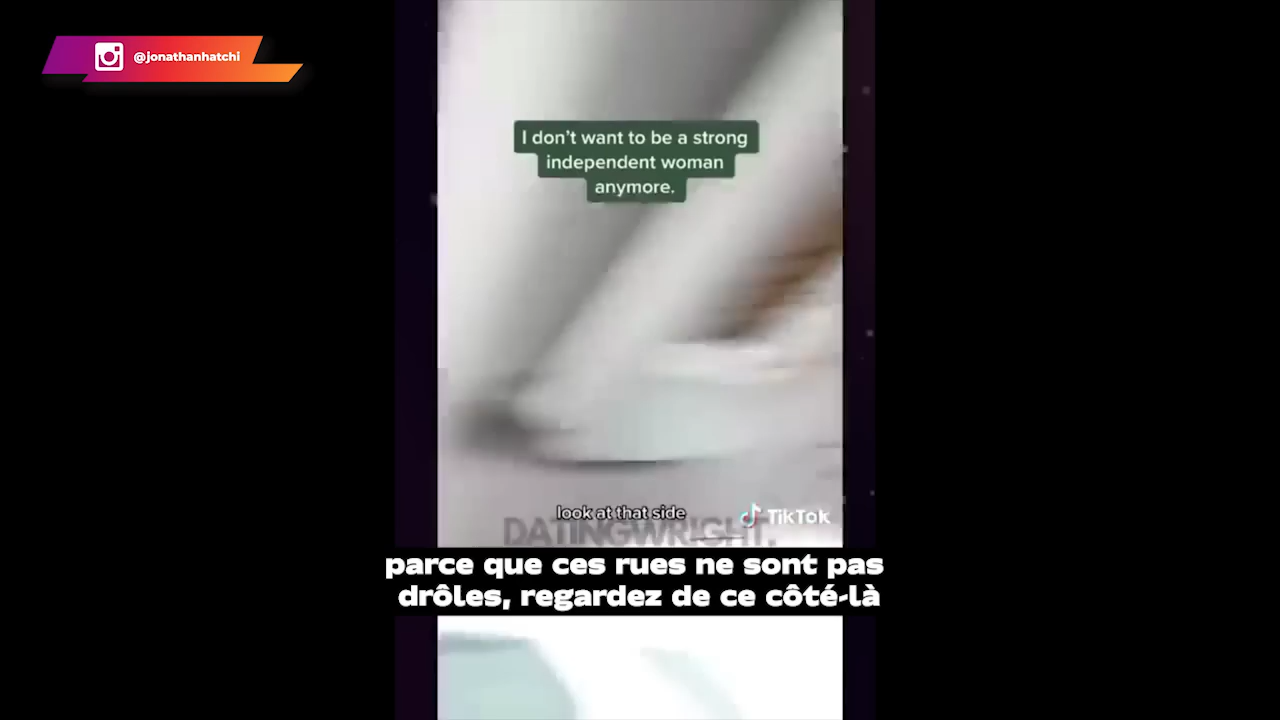 @jonathanhatchi
I don't want to be a strong
independent woman
anymore.
look at that side
TikTok
DATINGWRIGHT.
parce que ces rues ne sont pas
drôles, regardez de ce côté-là